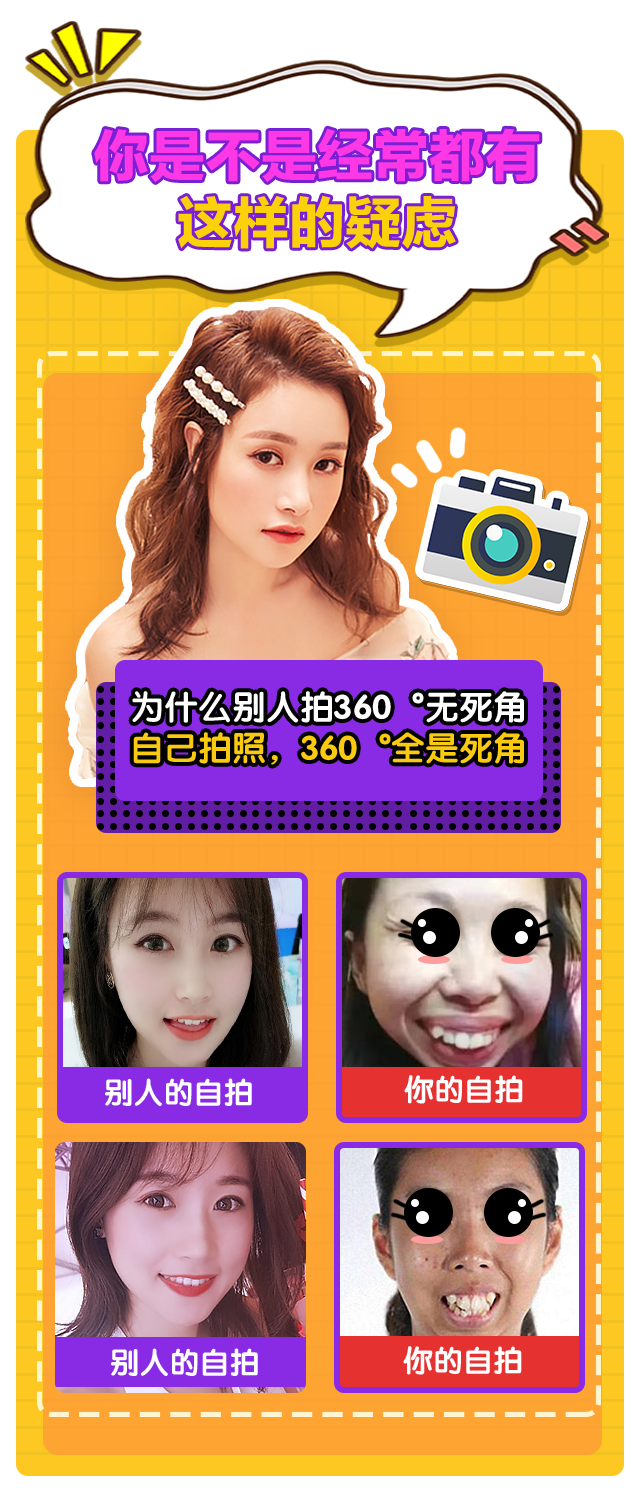 你是不是经常都有
这样的疑虑
为什么别人拍360°无死角
自己拍照，360°全是死角
别人的自拍
你的自拍
别人的自拍
你的自拍